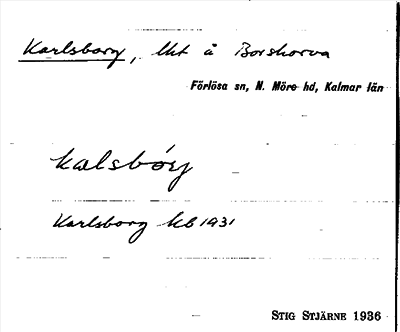 Karlsborg, lht å Borshorva
Förlösa sn, N. Möre hd, Kalmar län
kalsbórj
Karlsborg kb 1931
STIG STJÄRNE 1936